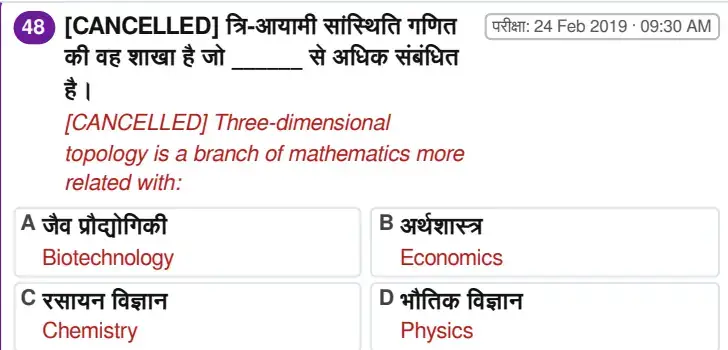 48 [CANCELLED] त्रि-आयामी सांस्थिति गणित
परीक्षा: 24 Feb 2019 · 09:30 AM
की वह शाखा है जो ______ से अधिक संबंधित
है।
[CANCELLED] Three-dimensional
topology is a branch of mathematics more
related with:
A जैव प्रौद्योगिकी
Biotechnology
B अर्थशास्त्र
Economics
C रसायन विज्ञान
Chemistry
D भौतिक विज्ञान
Physics